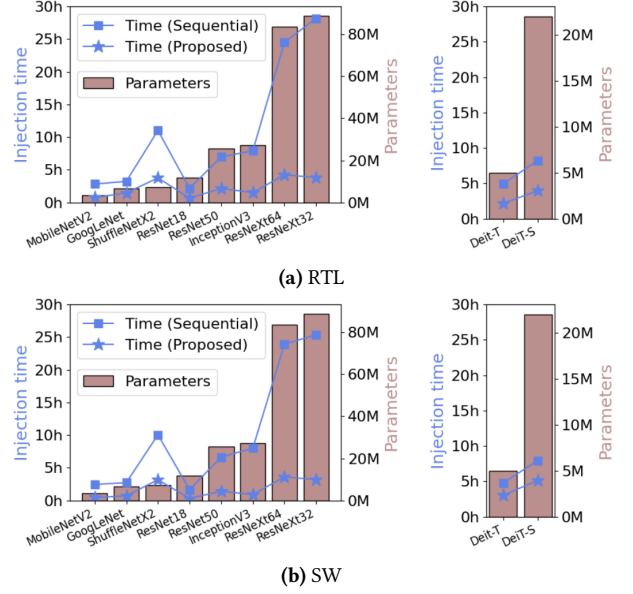 30h
25h
20h
15h
10h
5h
0h
Injection time
Time (Sequential)
Time (Proposed)
Parameters
80M
60M
40M
20M
0M
Parameters
MobileNetV2
GoogLeNet
ShuffleNetX2
ResNet18
ResNet50
InceptionV3
ResNeXt64
ResNeXt32
30h
25h
20h
15h
10h
5h
0h
Injection time
20M
15M
10M
5M
0M
Parameters
Deit-T
DeiT-S
(a) RTL
30h
25h
20h
15h
10h
5h
0h
Injection time
Time (Sequential)
Time (Proposed)
Parameters
80M
60M
40M
20M
0M
Parameters
MobileNetV2
GoogLeNet
ShuffleNetX2
ResNet18
ResNet50
InceptionV3
ResNeXt64
ResNeXt32
30h
25h
20h
15h
10h
5h
0h
Injection time
20M
15M
10M
5M
0M
Parameters
Deit-T
DeiT-S
(b) SW